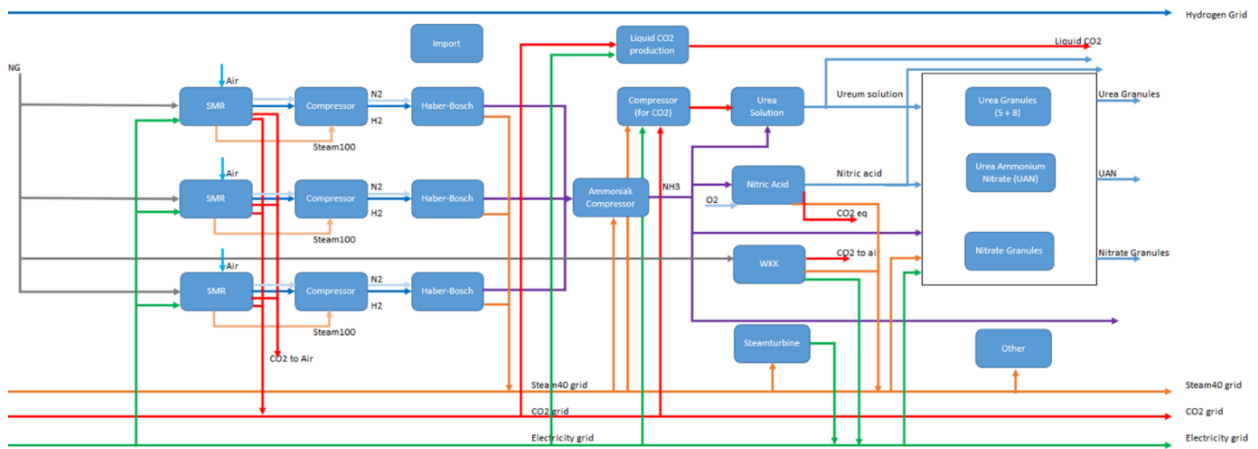 Hydrogen Grid
Import
Liquid CO2
production
Liquid CO2
NG
Air
SMR
Compressor
N2
H2
Haber-Bosch
Steam100
Compressor
(for CO2)
Urea
Solution
Ureum solution
Urea Granules
(5 + 8)
Urea Granules
Air
SMR
Compressor
N2
H2
Haber-Bosch
Steam100
Ammoniak
Compressor
NH3
O2
Nitric Acid
Nitric acid
CO2 eq
Urea Ammonium
Nitrate (UAN)
UAN
Air
SMR
Compressor
N2
H2
Haber-Bosch
Steam100
CO2 to Air
WKK
CO2 to air
Nitrate Granules
Nitrate Granules
Steamturbine
Other
Steam40 grid
Steam40 grid
CO2 grid
CO2 grid
Electricity grid
Electricity grid